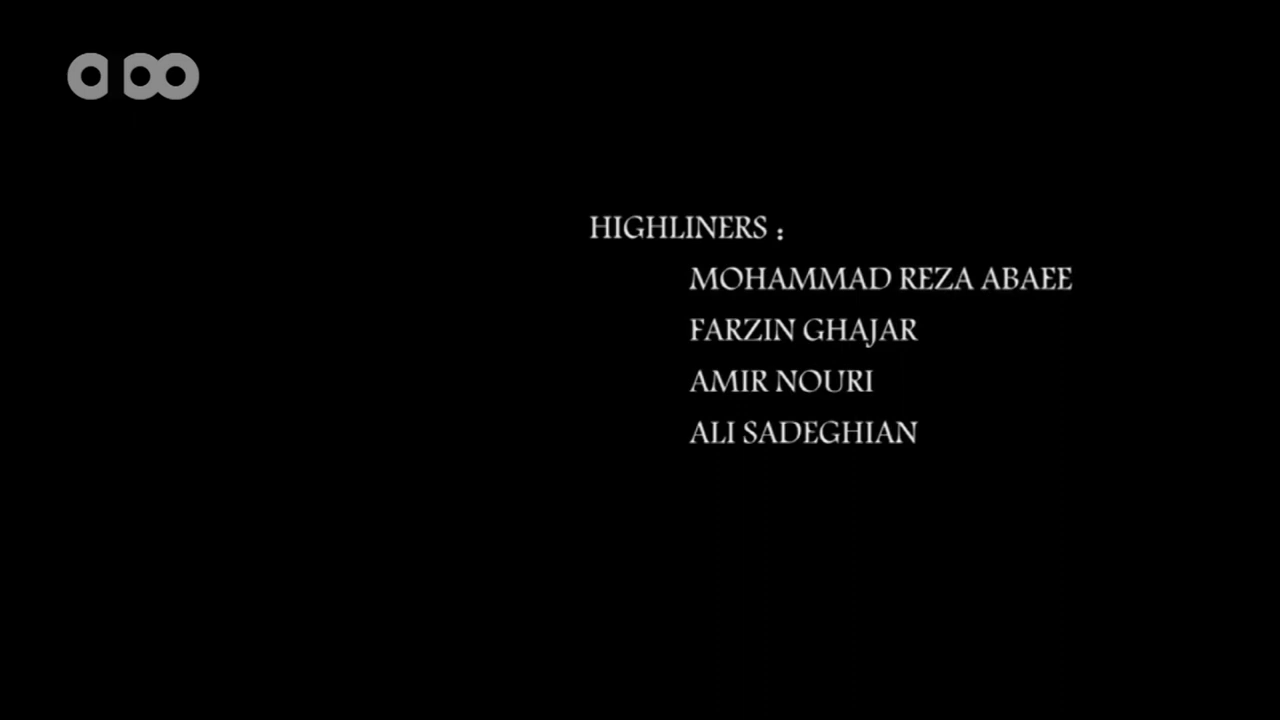 HIGHLINERS :
MOHAMMAD REZA ABAEE
FARZIN GHAJAR
AMIR NOURI
ALI SADEGHIAN